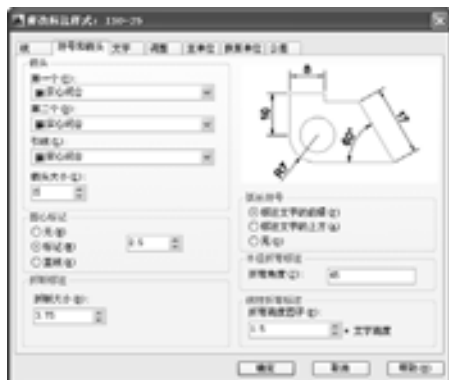 修改标注样式: ISO-25
线 符号和箭头 文字 调整 主单位 换算单位 公差
箭头
第一个(T):
实心闭合
第二个(D):
实心闭合
引线(L):
实心闭合
箭头大小(I):
圆心标记
无(N)
标记(M)
直线(E)
2.5
折断标注
折断大小(B):
3.75
8
10
17
60°
R7
弧长符号
标注文字的前缀(P)
标注文字的上方(A)
无(O)
半径折弯标注
折弯角度(J):
45
线性折弯标注
折弯高度因子(F):
1.5
* 文字高度
确定 取消 帮助(H)